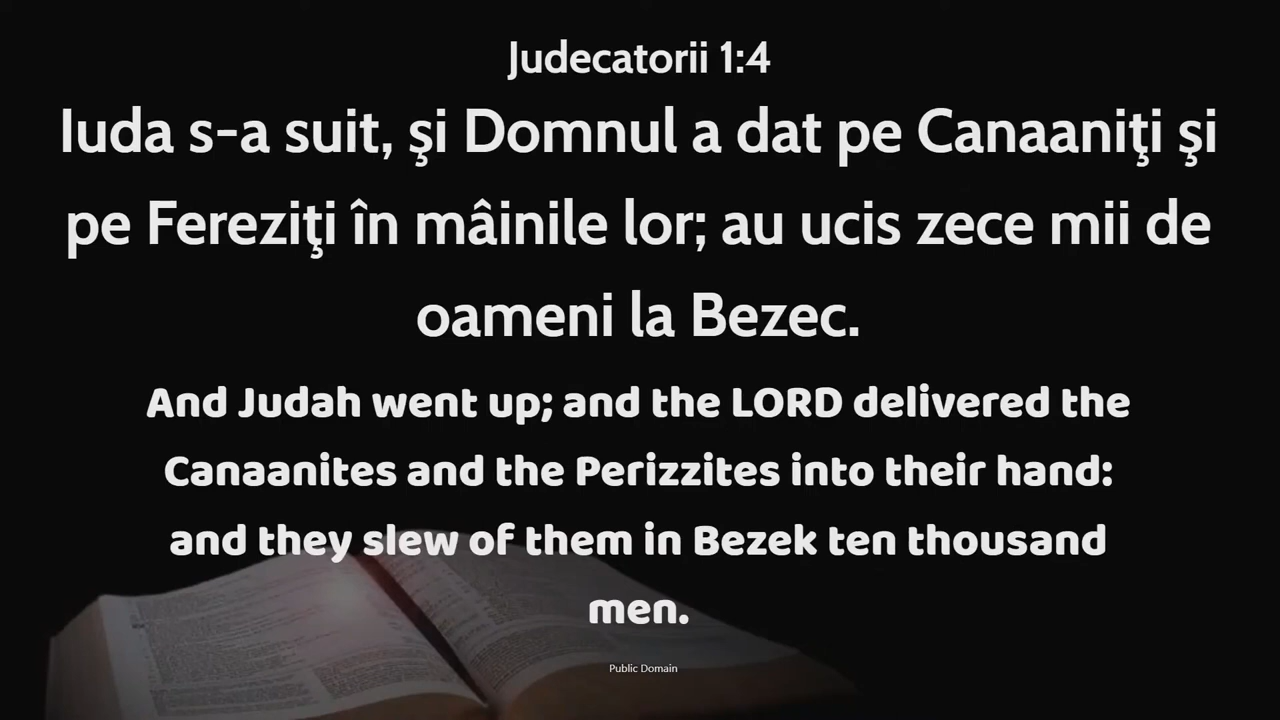 Judecatorii 1:4
Iuda s-a suit, şi Domnul a dat pe Canaaniţi şi
pe Fereziţi în mâinile lor; au ucis zece mii de
oameni la Bezec.
And Judah went up; and the LORD delivered the
Canaanites and the Perizzites into their hand:
and they slew of them in Bezek ten thousand
men.
Public Domain